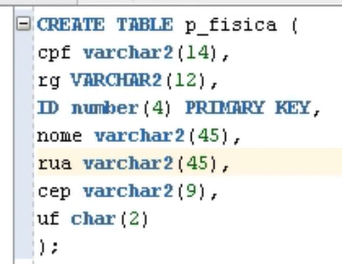 CREATE TABLE p_fisica (
cpf varchar2(14),
rg VARCHAR2(12),
ID number(4) PRIMARY KEY,
nome varchar2(45),
rua varchar2(45),
cep varchar2(9),
uf char(2)
);